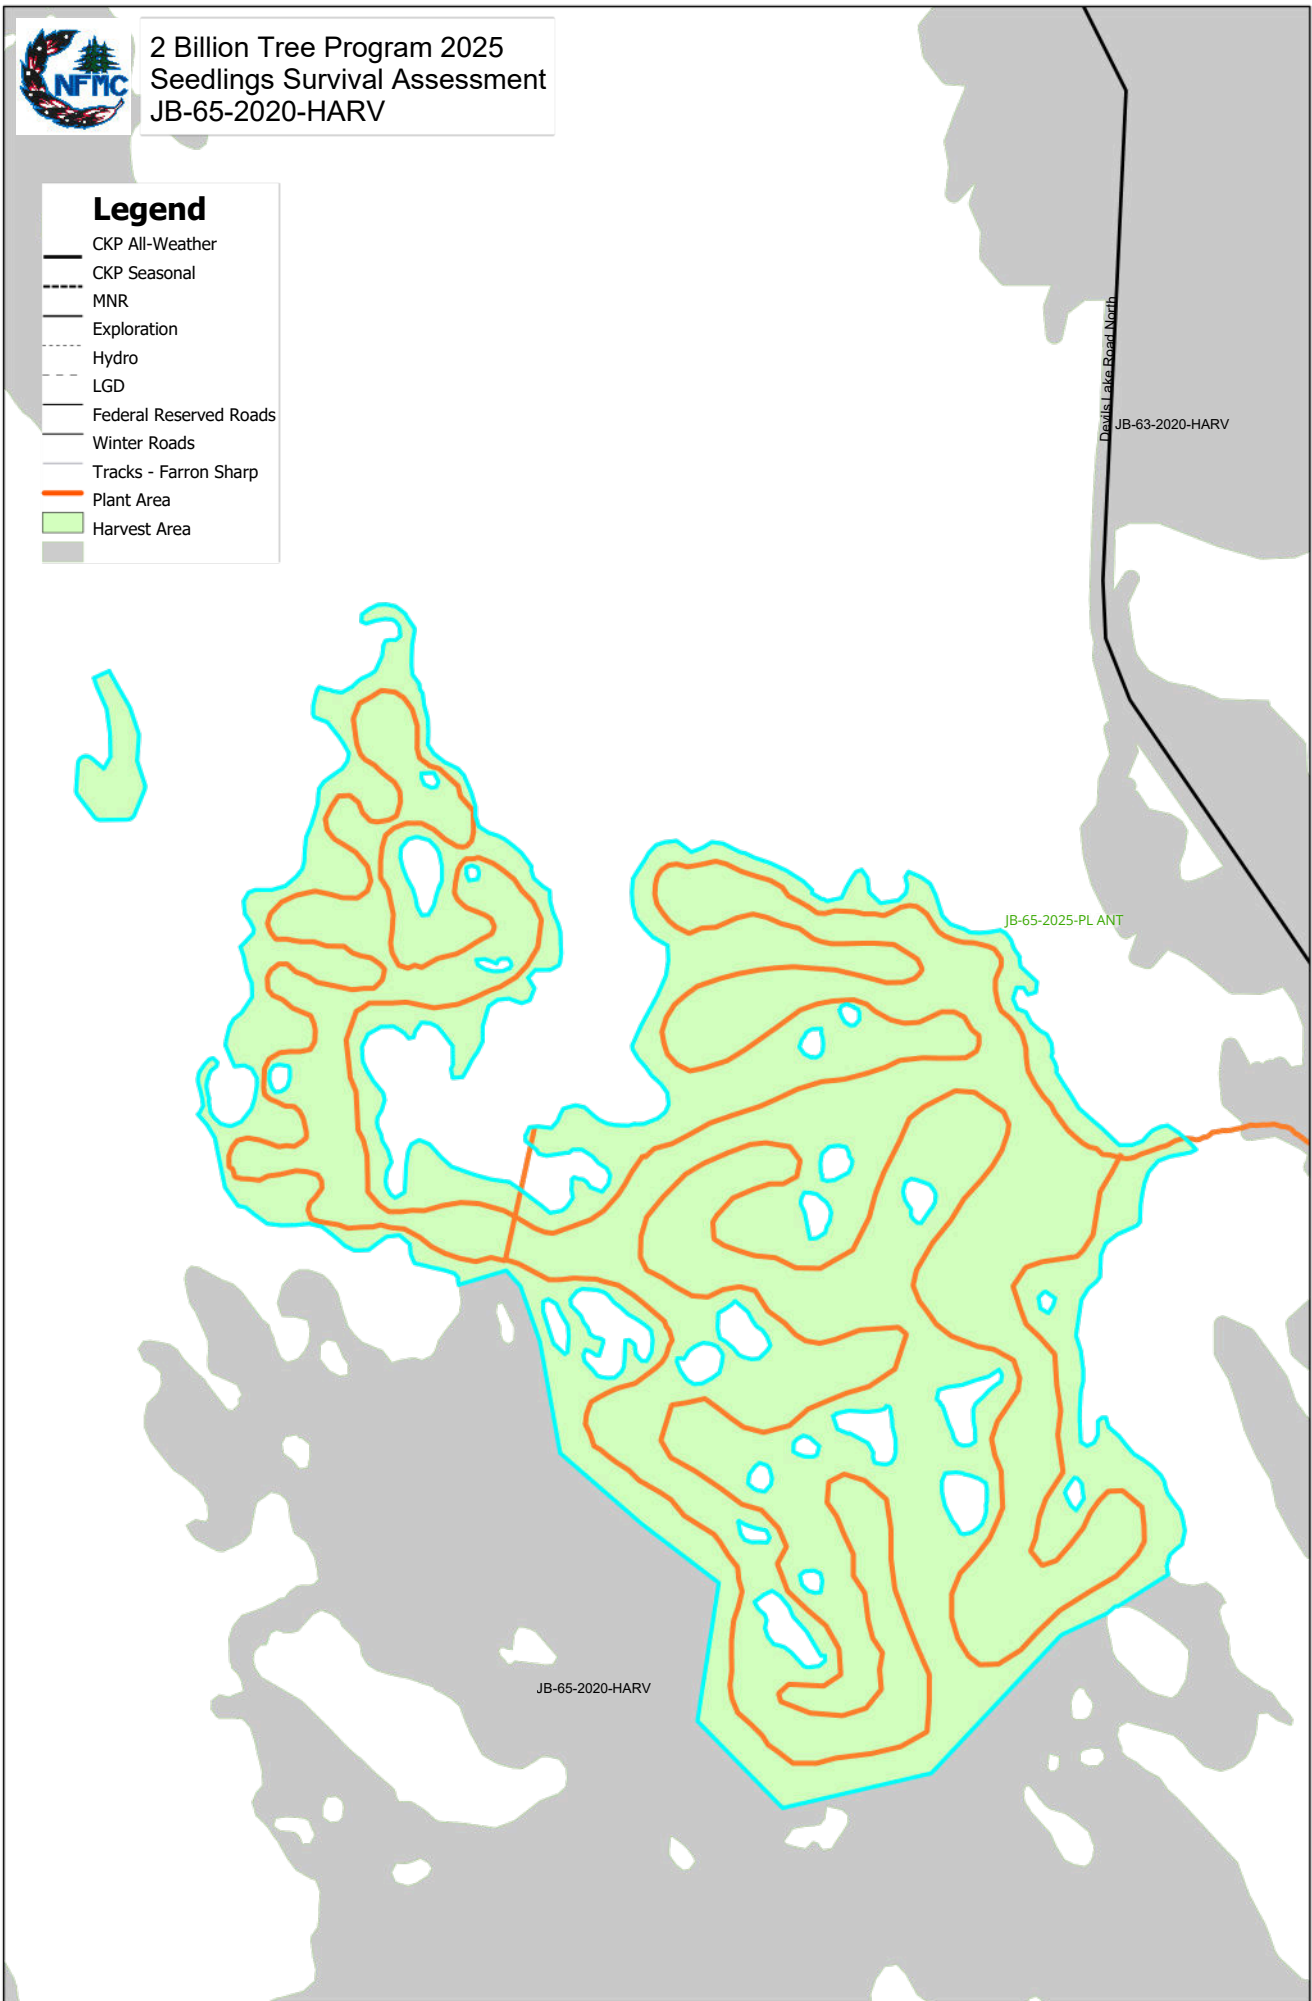 NFMC
2 Billion Tree Program 2025
Seedlings Survival Assessment
JB-65-2020-HARV
Legend
CKP All-Weather
CKP Seasonal
MNR
Exploration
Hydro
LGD
Federal Reserved Roads
Winter Roads
Tracks - Farron Sharp
Plant Area
Harvest Area
Devils Lake Road North
JB-63-2020-HARV
JB-65-2025-PL ANT
JB-65-2020-HARV